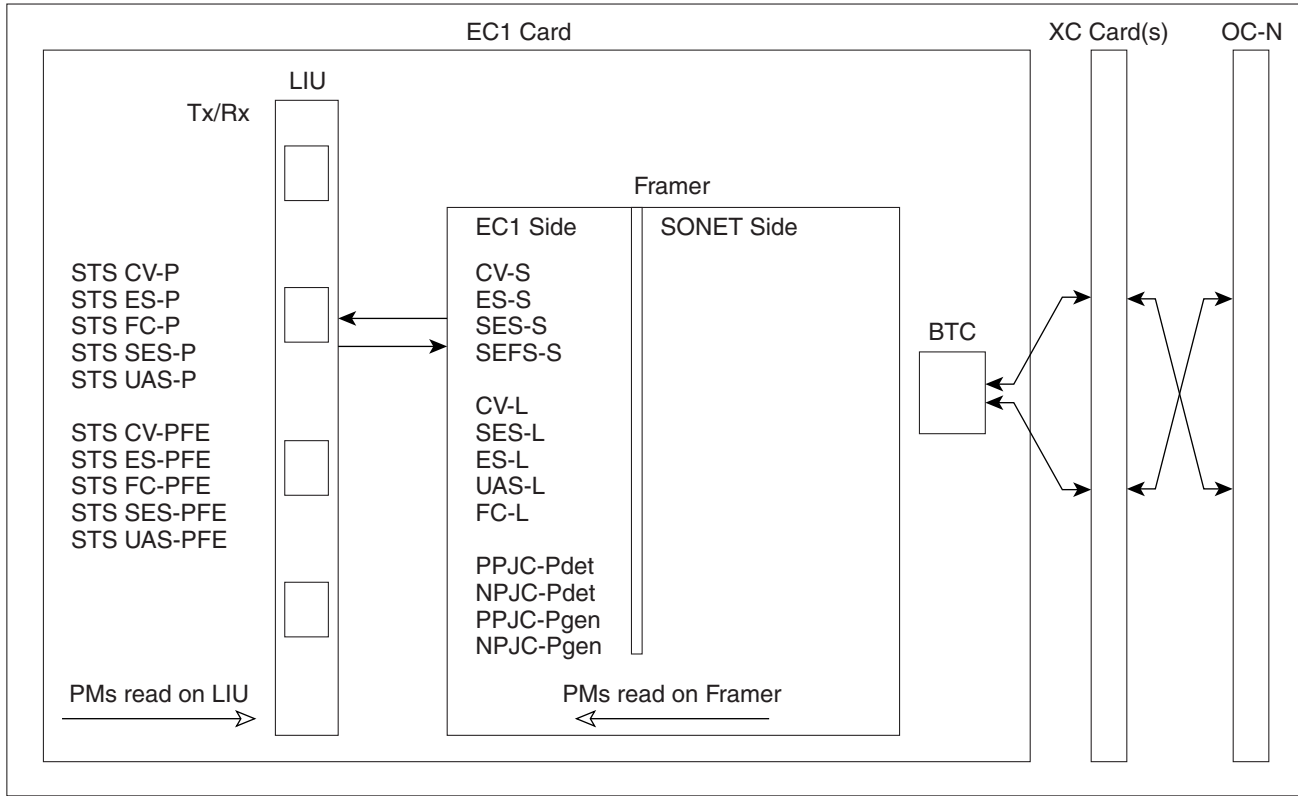 EC1 Card
XC Card(s)
OC-N
LIU
Tx/Rx
Framer
EC1 Side
SONET Side
STS CV-P
STS ES-P
STS FC-P
STS SES-P
STS UAS-P
STS CV-PFE
STS ES-PFE
STS FC-PFE
STS SES-PFE
STS UAS-PFE
CV-S
ES-S
SES-S
SEFS-S
CV-L
SES-L
ES-L
UAS-L
FC-L
PPJC-Pdet
NPJC-Pdet
PPJC-Pgen
NPJC-Pgen
BTC
PMs read on LIU
PMs read on Framer